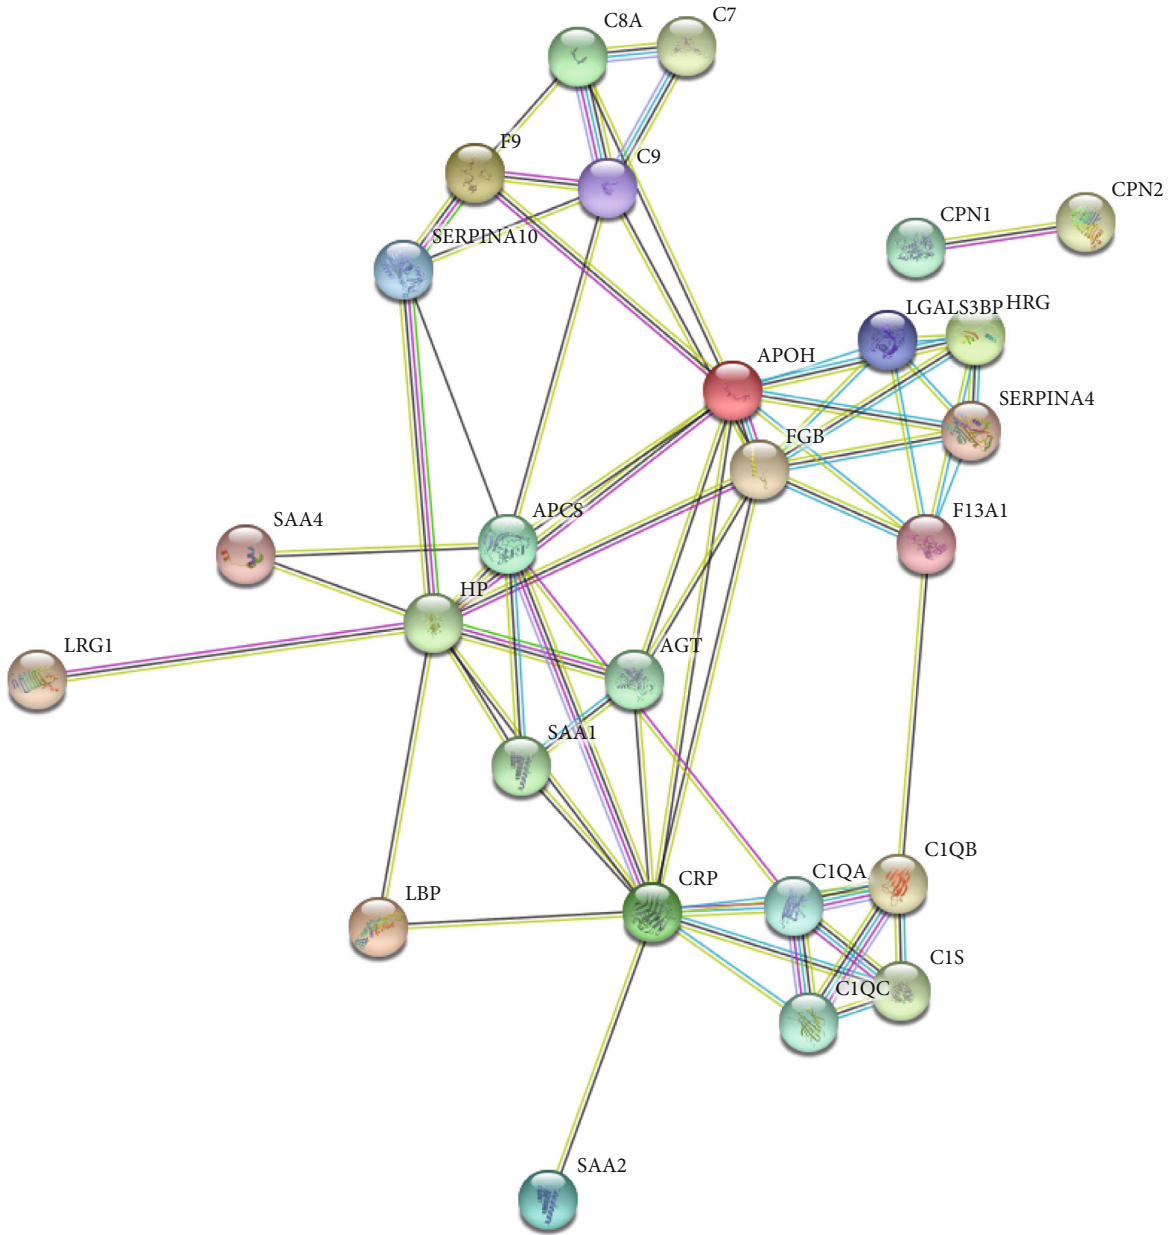 C7
C8A
F9
C9
CPN2
CPN1
SERPINA10
LGALS3BP
HRG
APOH
SERPINA4
FGB
SAA4
APCS
F13A1
HP
LRG1
AGT
SAA1
C1QB
C1QA
CRP
LBP
C1S
C1QC
SAA2